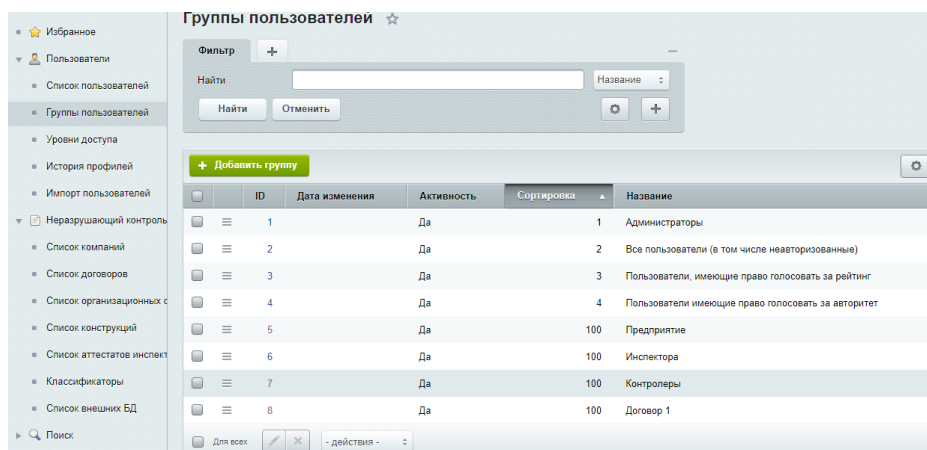 Группы пользователей
Избранное
Пользователи
Список пользователей
Группы пользователей
Уровни доступа
История профилей
Импорт пользователей
Неразрушающий контроль
Список компаний
Список договоров
Список организационных с
Список конструкций
Список аттестатов инспект
Классификаторы
Список внешних БД
Поиск
Фильтр
Найти Название
Найти Отменить
+ Добавить группу
ID Дата изменения Активность Сортировка Название
1 Да 1 Администраторы
2 Да 2 Все пользователи (в том числе неавторизованные)
3 Да 3 Пользователи, имеющие право голосовать за рейтинг
4 Да 4 Пользователи имеющие право голосовать за авторитет
5 Да 100 Предприятие
6 Да 100 Инспектора
7 Да 100 Контролеры
8 Да 100 Договор 1
Для всех - действия -